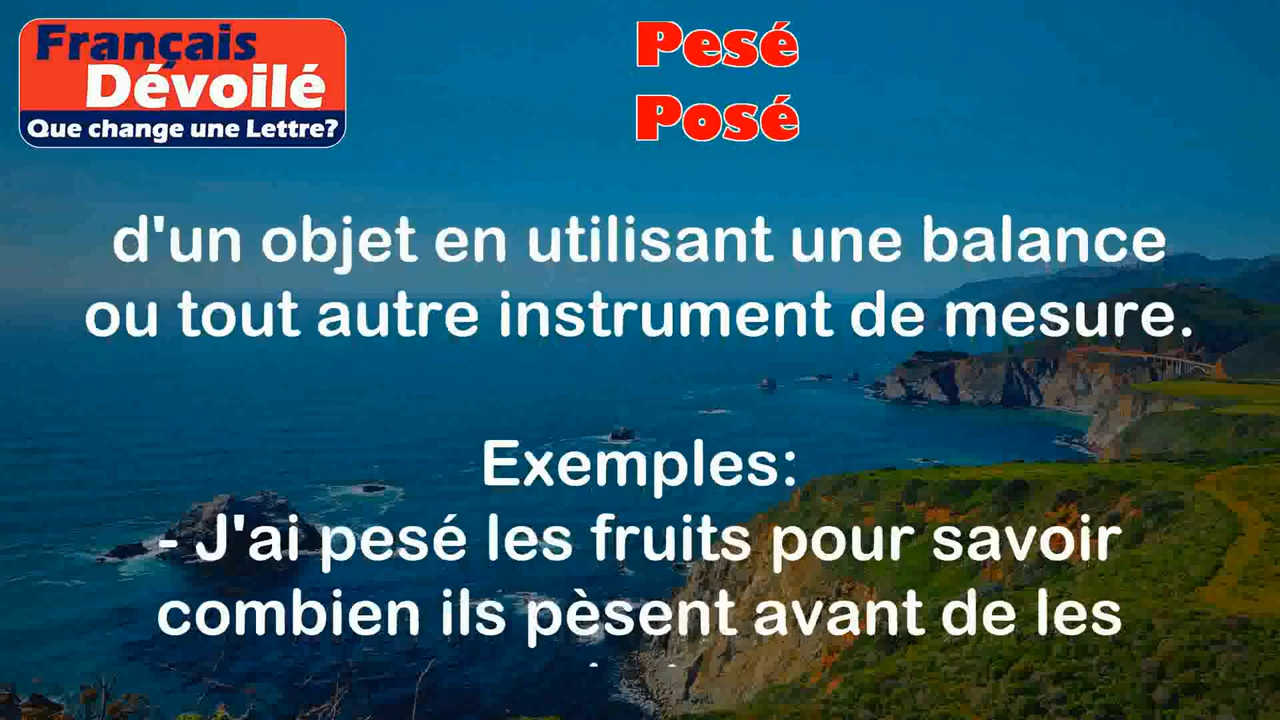 Français
Dévoilé
Que change une Lettre?
Pesé
Posé
d'un objet en utilisant une balance
ou tout autre instrument de mesure.
Exemples:
- J'ai pesé les fruits pour savoir
combien ils pèsent avant de les